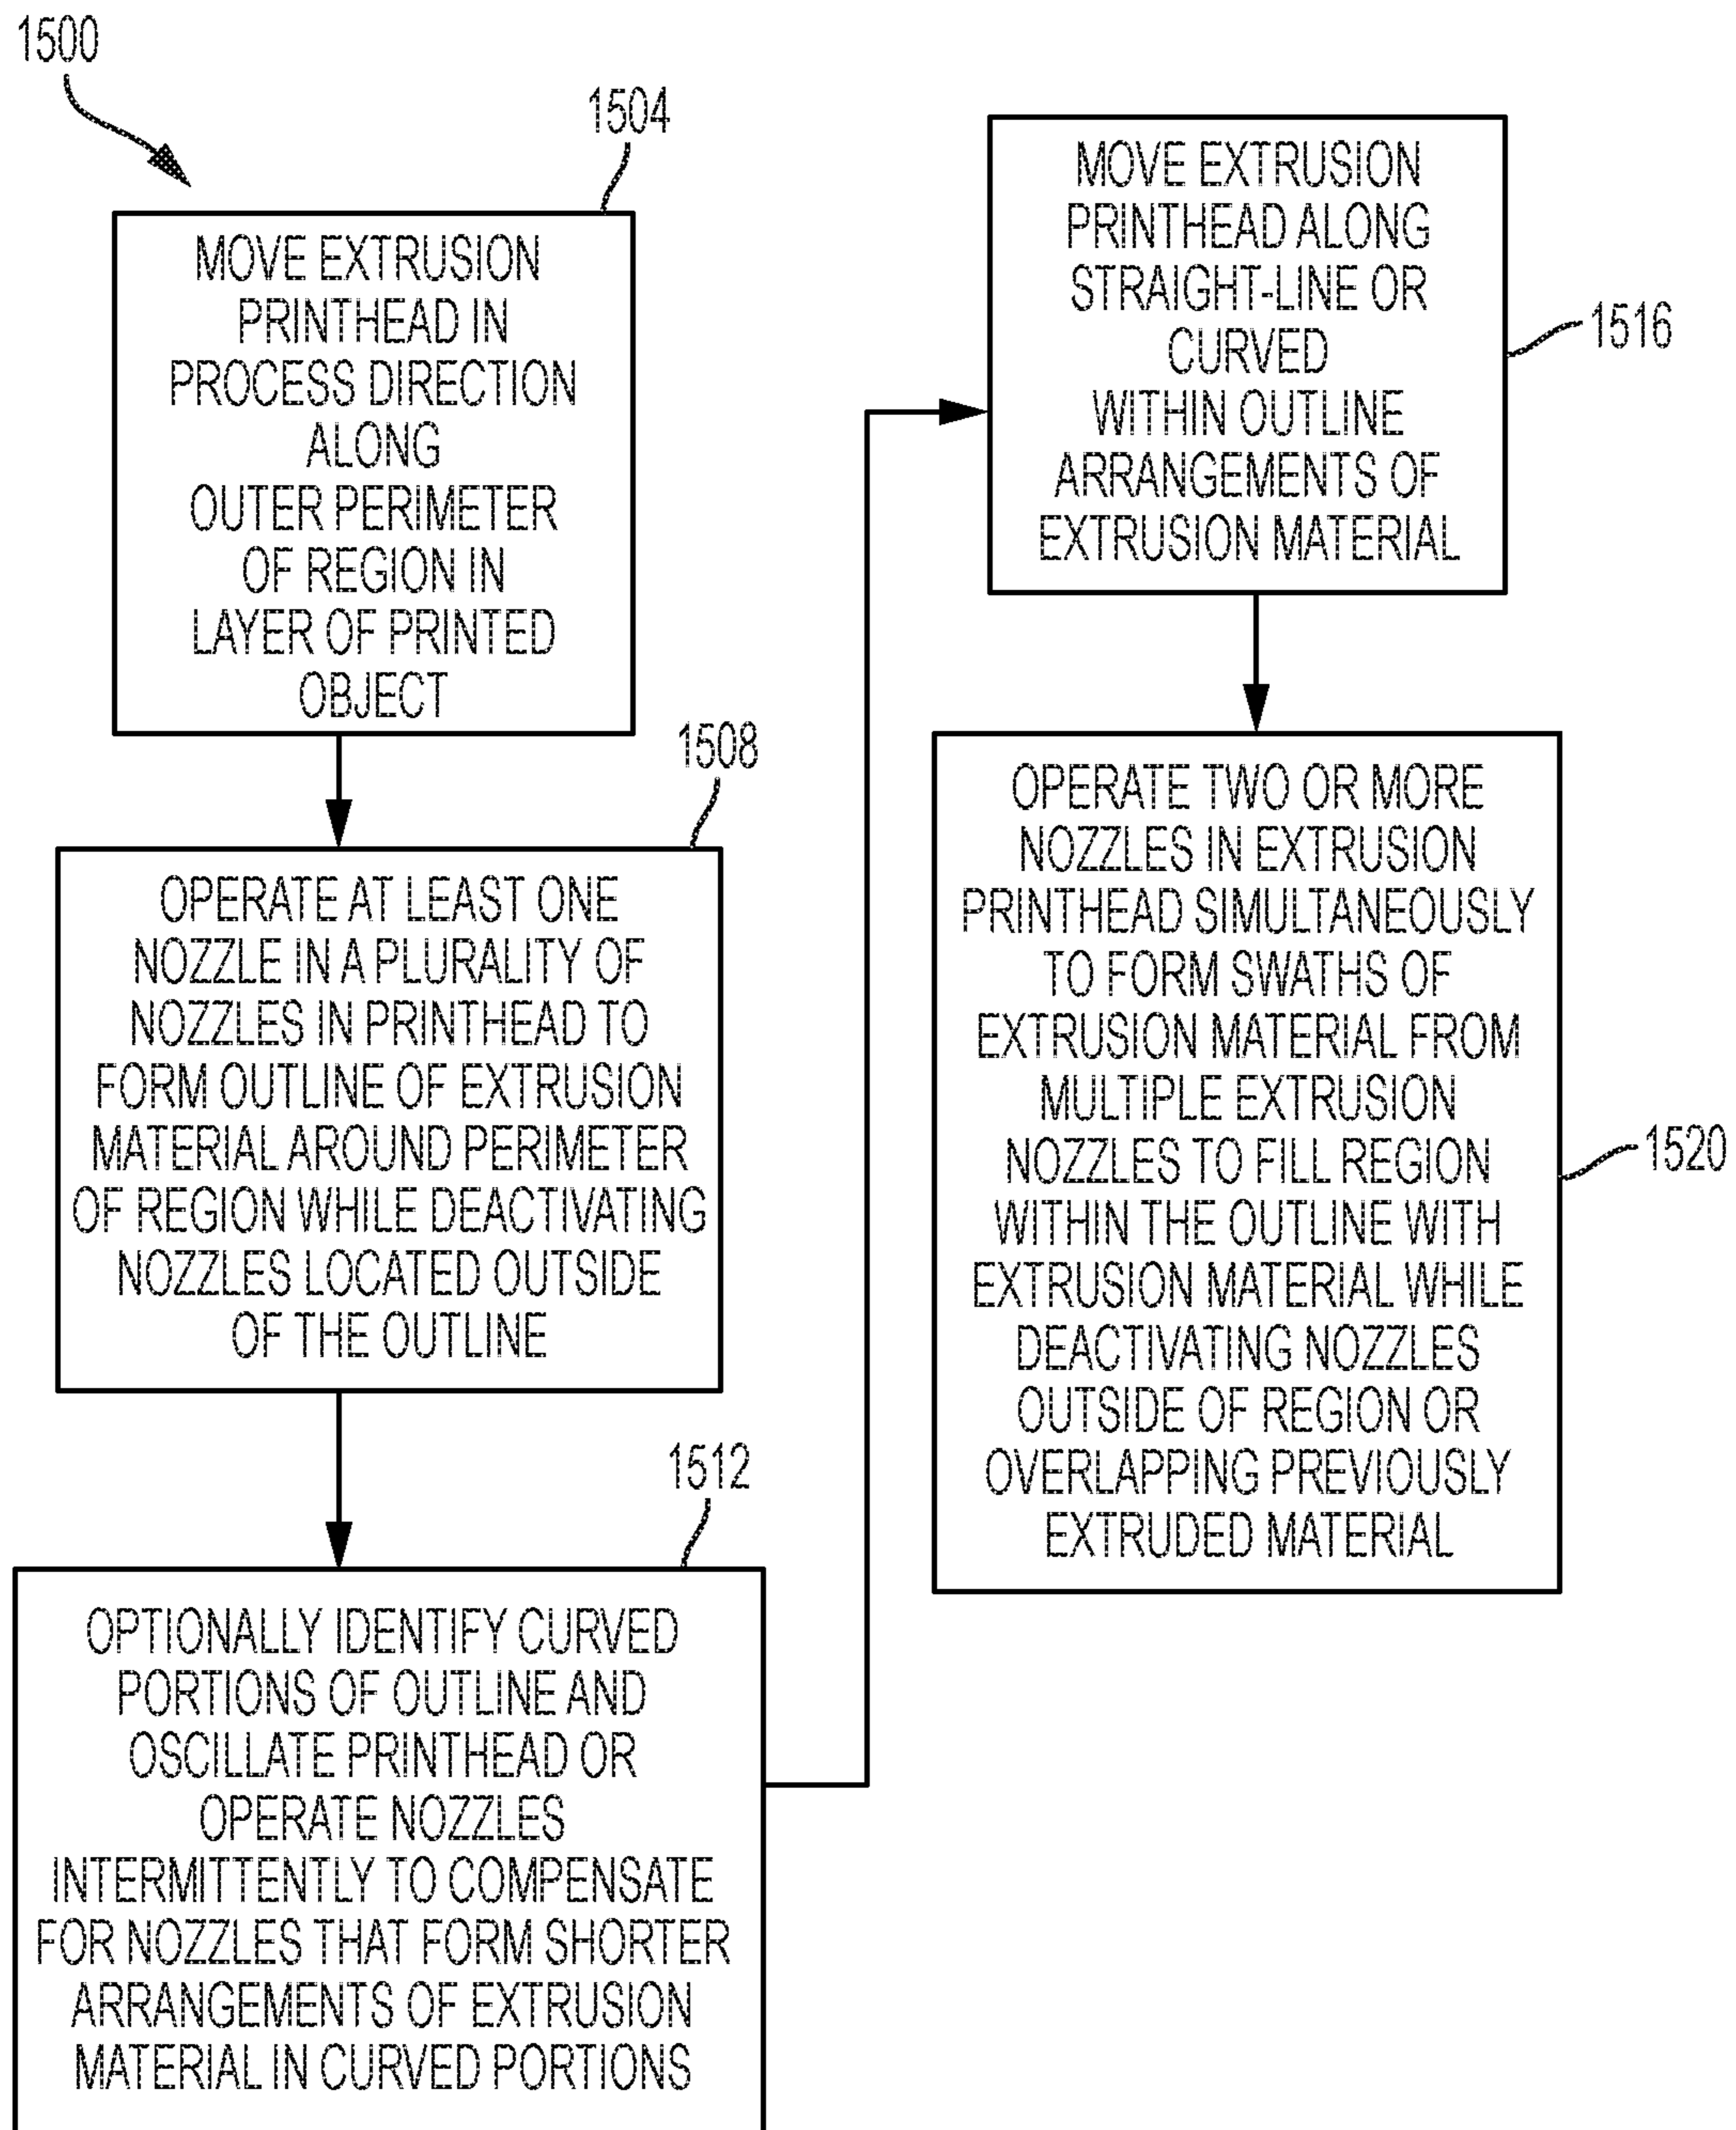 1500
1504
MOVE EXTRUSION
PRINTHEAD IN
PROCESS DIRECTION
ALONG
OUTER PERIMETER
OF REGION IN
LAYER OF PRINTED
OBJECT
1508
OPERATE AT LEAST ONE
NOZZLE IN A PLURALITY OF
NOZZLES IN PRINTHEAD TO
FORM OUTLINE OF EXTRUSION
MATERIAL AROUND PERIMETER
OF REGION WHILE DEACTIVATING
NOZZLES LOCATED OUTSIDE
OF THE OUTLINE
1512
OPTIONALLY IDENTIFY CURVED
PORTIONS OF OUTLINE AND
OSCILLATE PRINTHEAD OR
OPERATE NOZZLES
INTERMITTENTLY TO COMPENSATE
FOR NOZZLES THAT FORM SHORTER
ARRANGEMENTS OF EXTRUSION
MATERIAL IN CURVED PORTIONS
MOVE EXTRUSION
PRINTHEAD ALONG
STRAIGHT-LINE OR
CURVED
WITHIN OUTLINE
ARRANGEMENTS OF
EXTRUSION MATERIAL
1516
OPERATE TWO OR MORE
NOZZLES IN EXTRUSION
PRINTHEAD SIMULTANEOUSLY
TO FORM SWATHS OF
EXTRUSION MATERIAL FROM
MULTIPLE EXTRUSION
NOZZLES TO FILL REGION
WITHIN THE OUTLINE WITH
EXTRUSION MATERIAL WHILE
DEACTIVATING NOZZLES
OUTSIDE OF REGION OR
OVERLAPPING PREVIOUSLY
EXTRUDED MATERIAL
1520